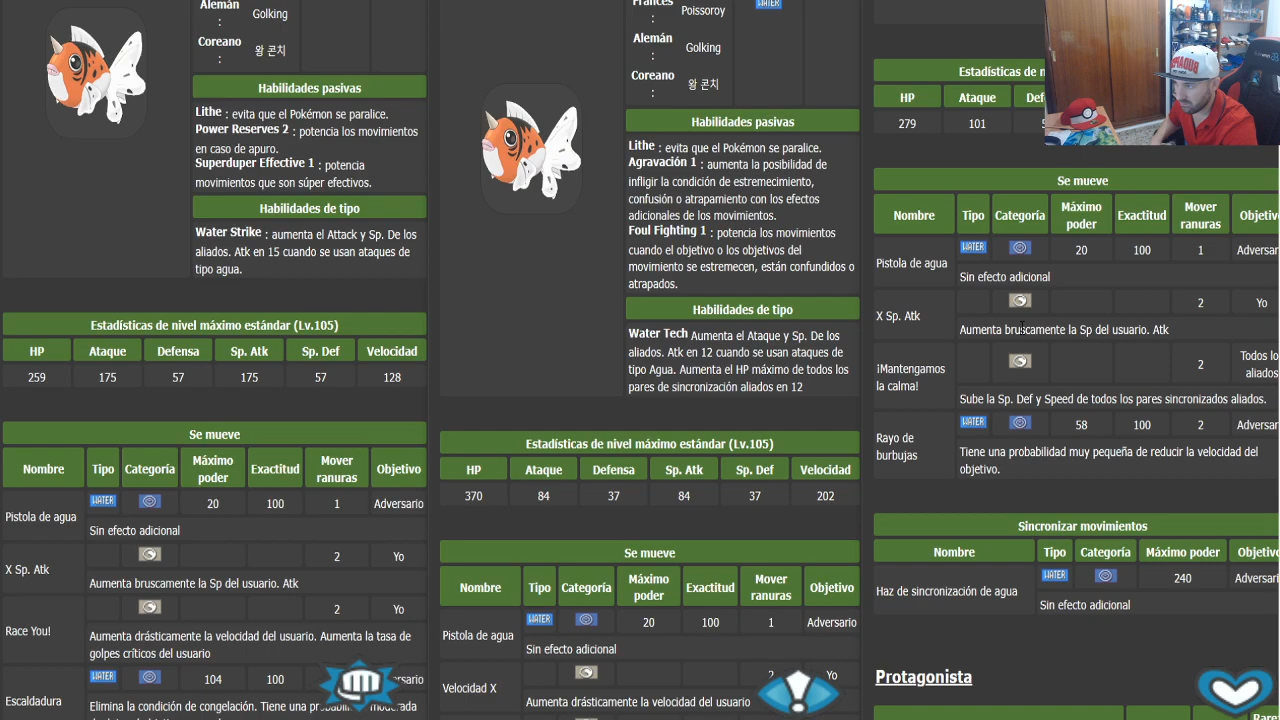 Alemán
:
Golking
Coreano
:
왕 콘치
Habilidades pasivas
Lithe : evita que el Pokémon se paralice.
Power Reserves 2 : potencia los movimientos
en caso de apuro.
Superduper Effective 1 : potencia
movimientos que son súper efectivos.
Habilidades de tipo
Water Strike : aumenta el Attack y Sp. De los
aliados. Atk en 15 cuando se usan ataques de
tipo agua.
Estadísticas de nivel máximo estándar (Lv.105)
HP Ataque Defensa Sp. Atk Sp. Def Velocidad
259 175 57 175 57 128
Se mueve
Nombre Tipo Categoría Máximo poder Exactitud Mover ranuras Objetivo
Pistola de agua WATER 20 100 1 Adversario
Sin efecto adicional
X Sp. Atk 2 Yo
Aumenta bruscamente la Sp del usuario. Atk
Race You! 2 Yo
Aumenta drásticamente la velocidad del usuario. Aumenta la tasa de
golpes críticos del usuario
Escaldadura WATER 104 100
Elimina la condición de congelación. Tiene una
Francés
:
Poissoroy
WATER
Alemán
:
Golking
Coreano
:
왕 콘치
Habilidades pasivas
Lithe : evita que el Pokémon se paralice.
Agravación 1 : aumenta la posibilidad de
infligir la condición de estremecimiento,
confusión o atrapamiento con los efectos
adicionales de los movimientos.
Foul Fighting 1 : potencia los movimientos
cuando el objetivo o los objetivos del
movimiento se estremecen, están confundidos o
atrapados.
Habilidades de tipo
Water Tech Aumenta el Ataque y Sp. De los
aliados. Atk en 12 cuando se usan ataques de
tipo Agua. Aumenta el HP máximo de todos los
pares de sincronización aliados en 12
Estadísticas de nivel máximo estándar (Lv.105)
HP Ataque Defensa Sp. Atk Sp. Def Velocidad
370 84 37 84 37 202
Se mueve
Nombre Tipo Categoría Máximo poder Exactitud Mover ranuras Objetivo
Pistola de agua WATER 20 100 1 Adversario
Sin efecto adicional
Velocidad X 2 Yo
Aumenta drásticamente la velocidad del usuario
Estadísticas de n
HP Ataque Defe
279 101
Se mueve
Nombre Tipo Categoría Máximo poder Exactitud Mover ranuras Objetivo
Pistola de agua WATER 20 100 1 Adversar
Sin efecto adicional
X Sp. Atk 2 Yo
Aumenta bruscamente la Sp del usuario. Atk
¡Mantengamos la calma! 2 Todos lo aliados
Sube la Sp. Def y Speed de todos los pares sincronizados aliados.
Rayo de burbujas WATER 58 100 2 Adversar
Tiene una probabilidad muy pequeña de reducir la velocidad del
objetivo.
Sincronizar movimientos
Nombre Tipo Categoría Máximo poder Objetivo
Haz de sincronización de agua WATER 240 Adversari
Sin efecto adicional
Protagonista